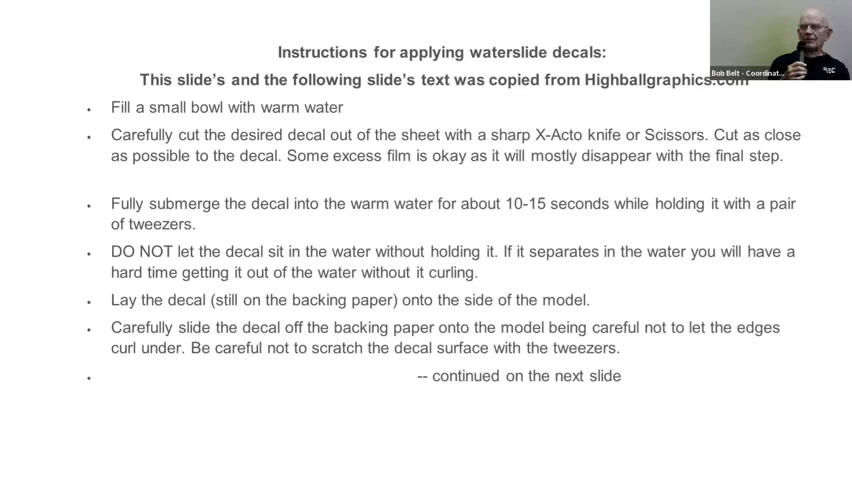 Instructions for applying waterslide decals:
This slide's and the following slide's text was copied from Highballgraphics.com
Fill a small bowl with warm water
Carefully cut the desired decal out of the sheet with a sharp X-Acto knife or Scissors. Cut as close
as possible to the decal. Some excess film is okay as it will mostly disappear with the final step.
Fully submerge the decal into the warm water for about 10-15 seconds while holding it with a pair
of tweezers.
DO NOT let the decal sit in the water without holding it. If it separates in the water you will have a
hard time getting it out of the water without it curling.
Lay the decal (still on the backing paper) onto the side of the model.
Carefully slide the decal off the backing paper onto the model being careful not to let the edges
curl under. Be careful not to scratch the decal surface with the tweezers.
-- continued on the next slide
Bob Belt - Coordinat...